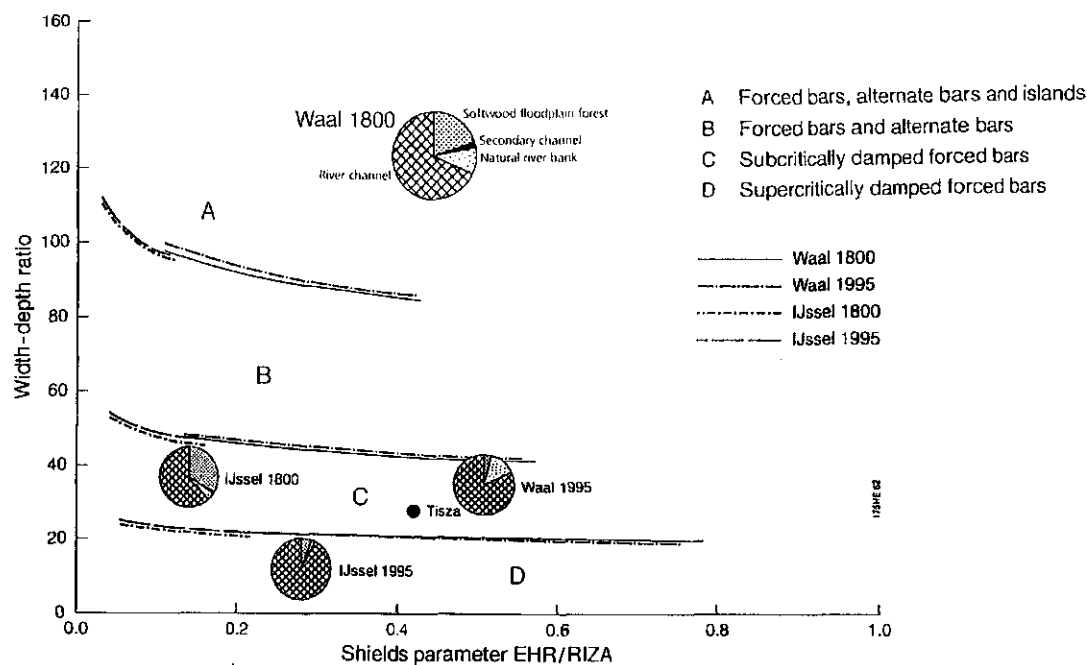 160
140
120
100
80
60
40
20
0
Width-depth ratio
0.0
0.2
0.4
0.6
0.8
1.0
Shields parameter EHR/RIZA
Waal 1800
Softwood floodplain forest
Secondary channel
Natural river bank
River channel
A
B
C
D
IJssel 1800
Waal 1995
Tisza
IJssel 1995
A Forced bars, alternate bars and islands
B Forced bars and alternate bars
C Subcritically damped forced bars
D Supercritically damped forced bars
Waal 1800
Waal 1995
IJssel 1800
IJssel 1995